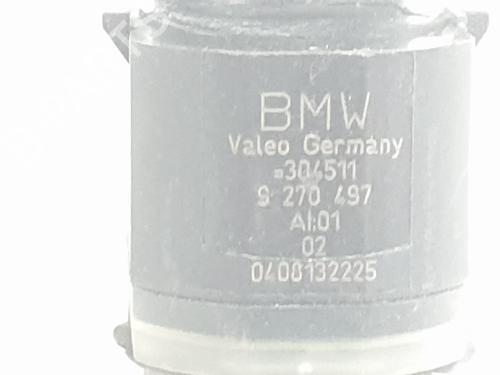 BMW
Valeo Germany
=304511
9 270 497
AI:01
02
0408132225